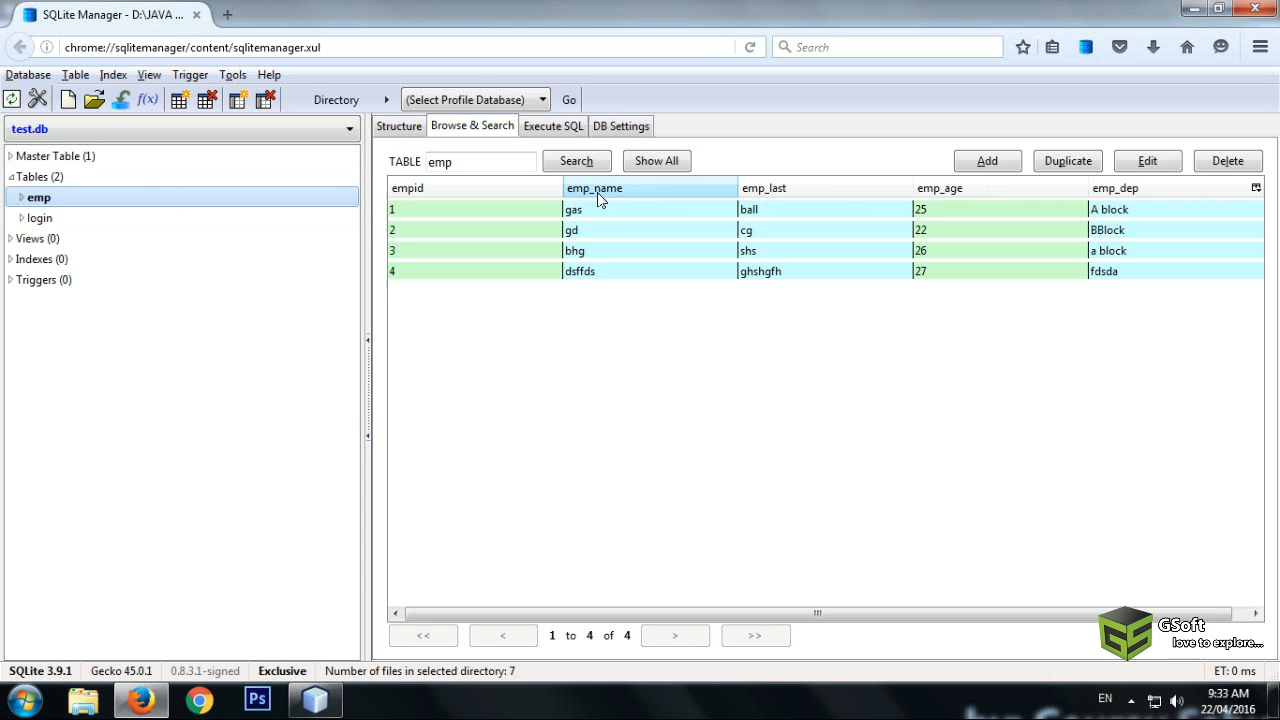 SQLite Manager - D:\JAVA ...
chrome://sqlitemanager/content/sqlitemanager.xul
Search
Database Table Index View Trigger Tools Help
f(x) Directory (Select Profile Database) Go
test.db
Master Table (1)
Tables (2)
emp
login
Views (0)
Indexes (0)
Triggers (0)
Structure Browse & Search Execute SQL DB Settings
TABLE emp Search Show All Add Duplicate Edit Delete
empid emp_name emp_last emp_age emp_dep
1 gas ball 25 A block
2 gd cg 22 BBlock
3 bhg shs 26 a block
4 dsffds ghshgfh 27 fdsda
<< < 1 to 4 of 4 > >>
GS GSoft
love to explore...
SQLite 3.9.1 Gecko 45.0.1 0.8.3.1-signed Exclusive Number of files in selected directory: 7 ET: 0 ms
Ps EN 9:33 AM
22/04/2016